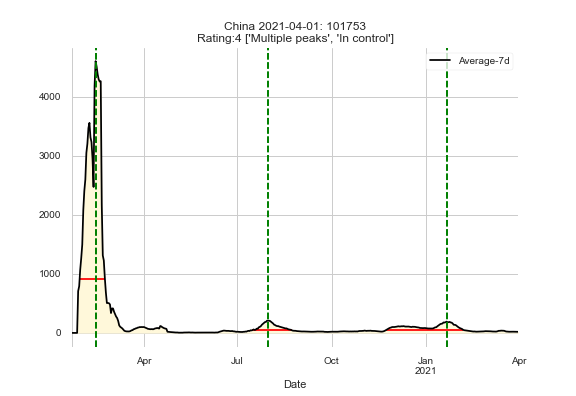 China 2021-04-01: 101753
Rating:4 ['Multiple peaks', 'In control']
Average-7d
4000
3000
2000
1000
0
Apr
Jul
Oct
Jan
2021
Apr
Date